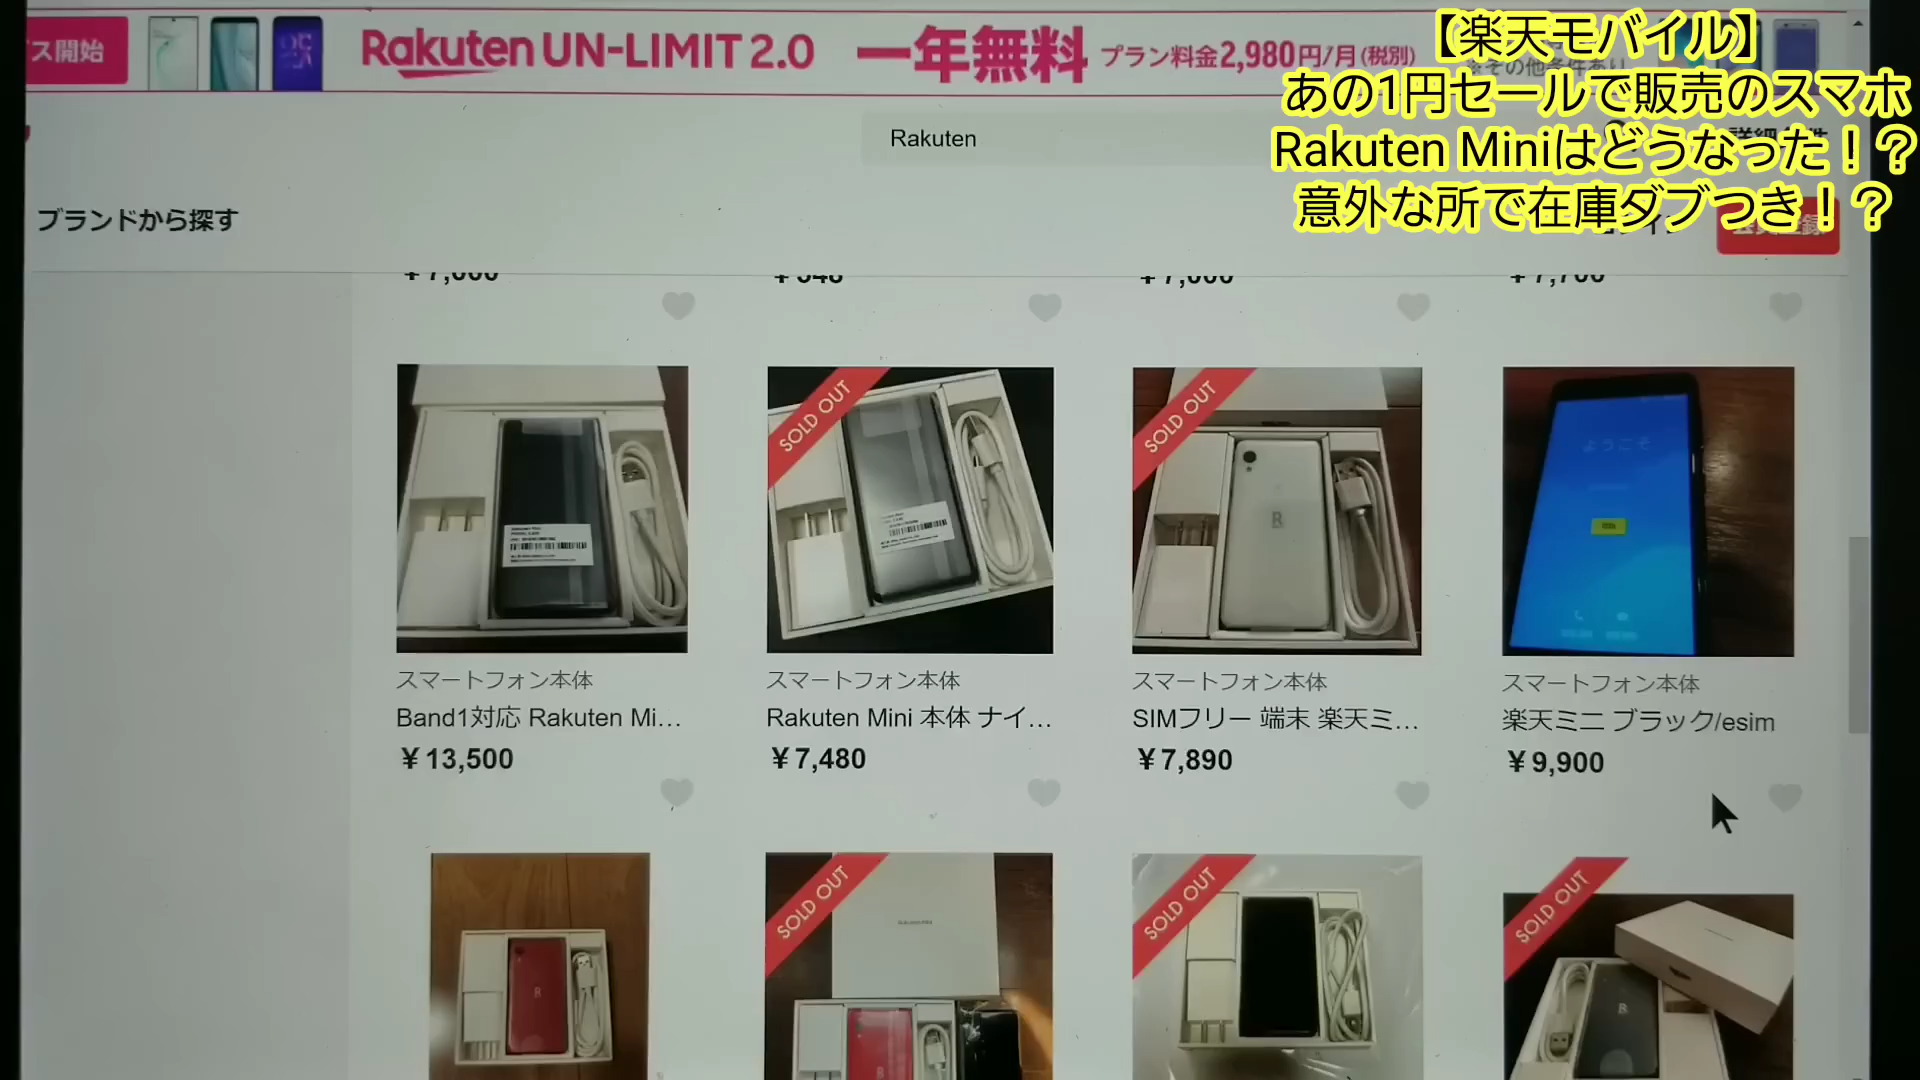 ス開始
Rakuten UN-LIMIT 2.0 一年無料 プラン料金2,980円/月(税別)
【楽天モバイル】
あの1円セールで販売のスマホ
Rakuten Miniはどうなった！？
意外な所で在庫ダブつき！？
Rakuten
ブランドから探す
SOLD OUT
SOLD OUT
ようこそ
R
スマートフォン本体
Band1対応 Rakuten Mi…
￥13,500
スマートフォン本体
Rakuten Mini 本体 ナイ…
￥7,480
スマートフォン本体
SIMフリー 端末 楽天ミ…
￥7,890
スマートフォン本体
楽天ミニ ブラック/esim
￥9,900
SOLD OUT
SOLD OUT
SOLD OUT
R
R
R